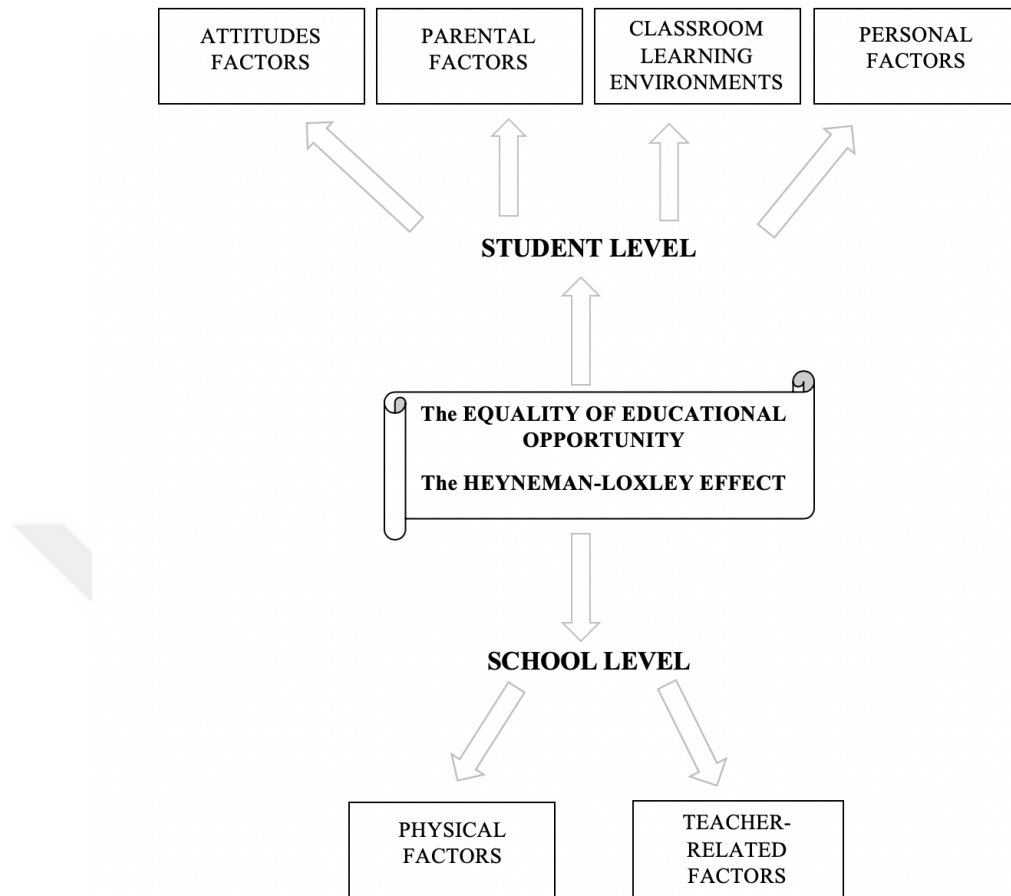 ATTITUDES
FACTORS
PARENTAL
FACTORS
CLASSROOM
LEARNING
ENVIRONMENTS
PERSONAL
FACTORS
STUDENT LEVEL
The EQUALITY OF EDUCATIONAL
OPPORTUNITY
The HEYNEMAN-LOXLEY EFFECT
SCHOOL LEVEL
PHYSICAL
FACTORS
TEACHER-
RELATED
FACTORS